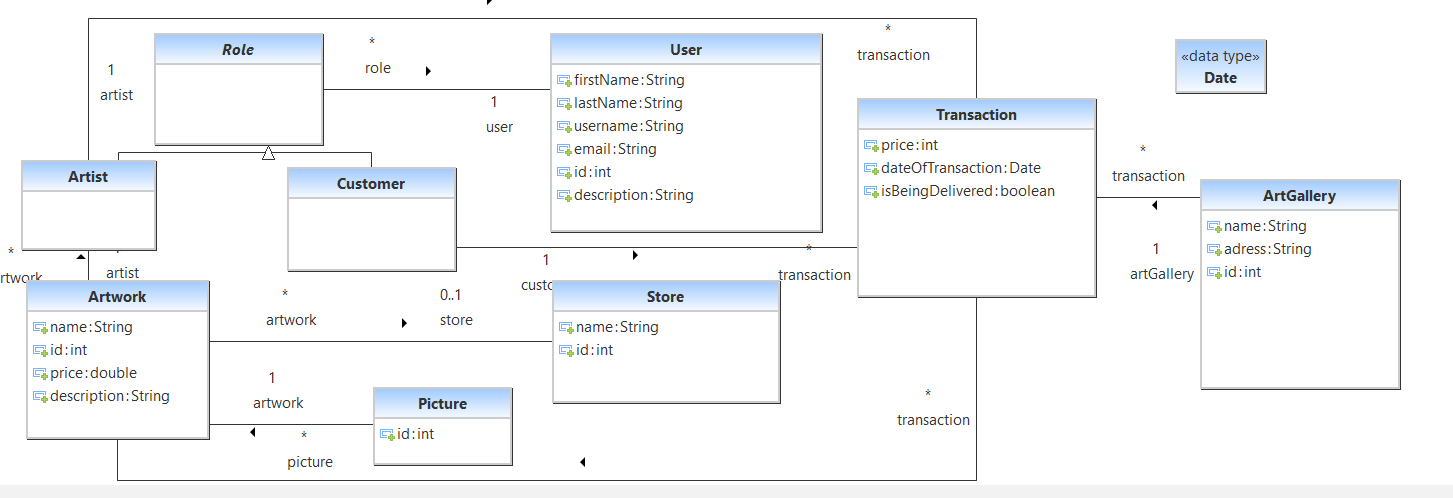 Role
1
artist
*
role
1
user
User
firstName:String
lastName:String
username:String
email:String
id:int
description:String
*
transaction
«data type»
Date
Transaction
price:int
dateOfTransaction:Date
isBeingDelivered:boolean
*
transaction
ArtGallery
name:String
adress:String
id:int
1
artGallery
Artist
Customer
*
rtwork
artist
1
custo
*
transaction
Artwork
name:String
id:int
price:double
description:String
*
artwork
0..1
store
Store
name:String
id:int
1
artwork
*
picture
Picture
id:int
*
transaction